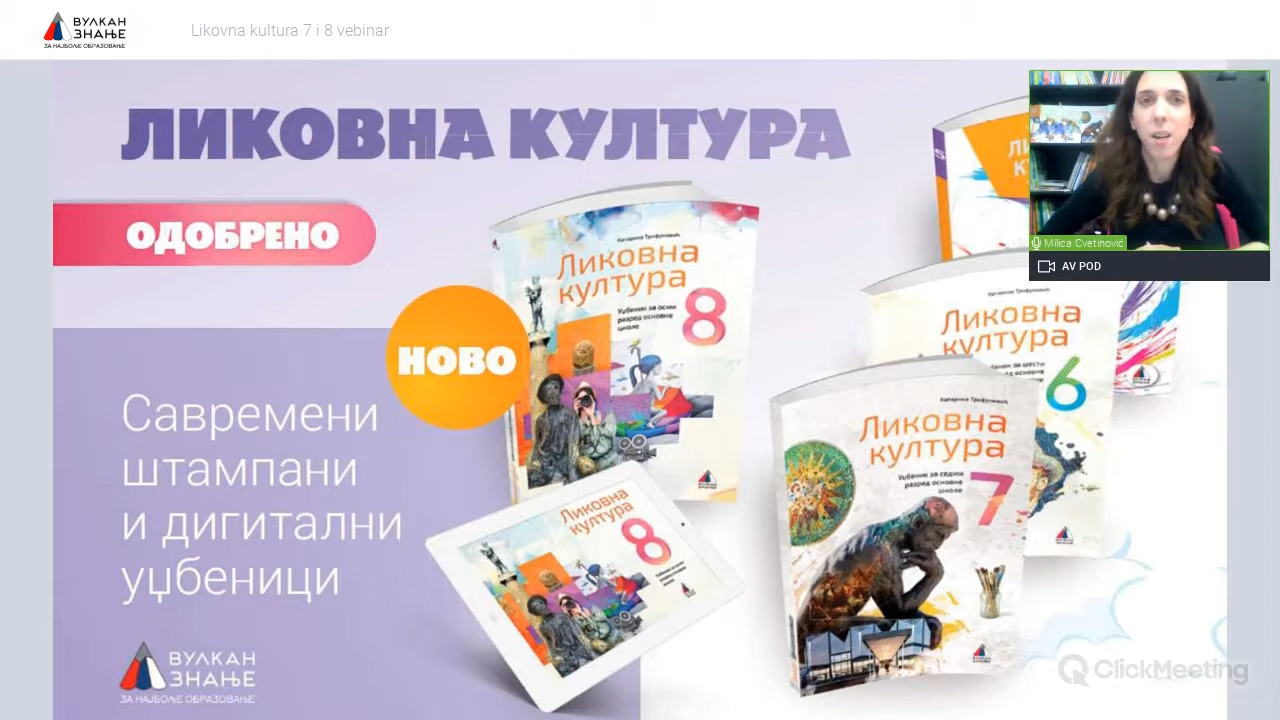 ВУЛКАН
ЗНАЊЕ
ЗА НАЈБОЉЕ ОБРАЗОВАЊЕ
Likovna kultura 7 i 8 vebinar
ЛИКОВНА КУЛТУРА
ОДОБРЕНО
НОВО
Савремени
штампани
и дигитални
уџбеници
ВУЛКАН
ЗНАЊЕ
ЗА НАЈБОЉЕ ОБРАЗОВАЊЕ
Катарина Трифуновић
Ликовна
култура
8
Уџбеник за осми
разред основне
школе
Ликовна
култура
8
5
Катарина Трифуновић
Ликовна
култура
6
Катарина Трифуновић
Ликовна
култура
Уџбеник за седми
разред основне
школе
7
Milica Cvetinović
AV POD
ClickMeeting